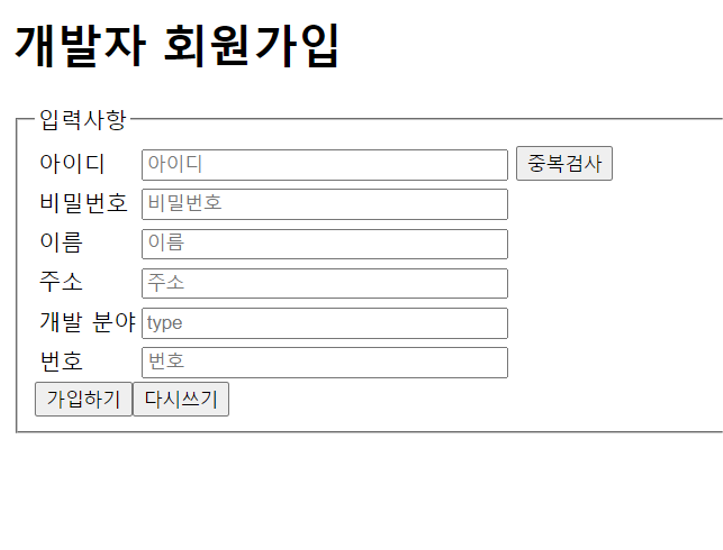 개발자 회원가입
입력사항
아이디 아이디 중복검사
비밀번호 비밀번호
이름 이름
주소 주소
개발 분야 type
번호 번호
가입하기 다시쓰기